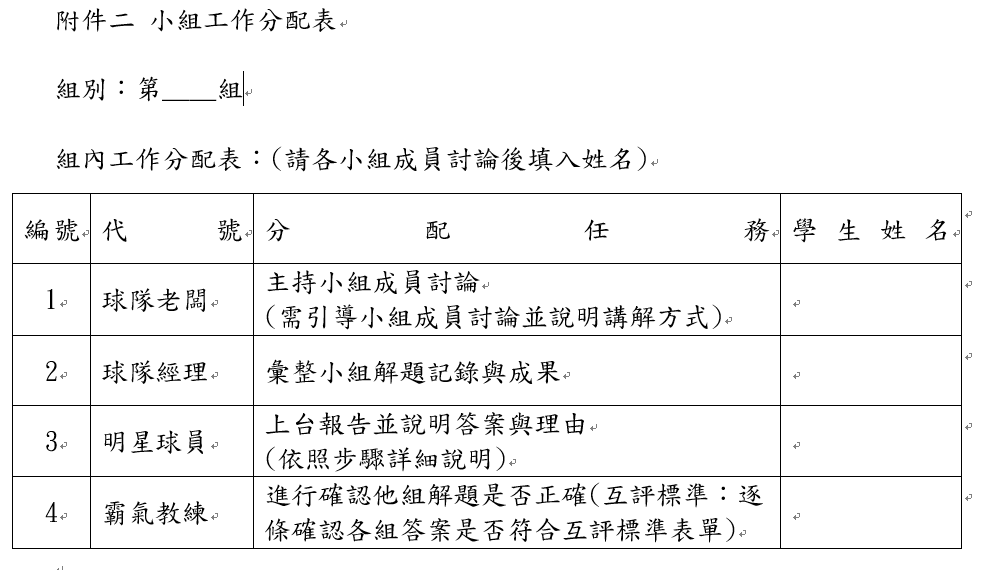 附件二 小組工作分配表
組別：第____組
組內工作分配表：(請各小組成員討論後填入姓名)
編號 代號 分配任務 學生姓名
1 球隊老闆 主持小組成員討論
(需引導小組成員討論並說明講解方式)
2 球隊經理 彙整小組解題記錄與成果
3 明星球員 上台報告並說明答案與理由
(依照步驟詳細說明)
4 霸氣教練 進行確認他組解題是否正確(互評標準：逐
條確認各組答案是否符合互評標準表單)